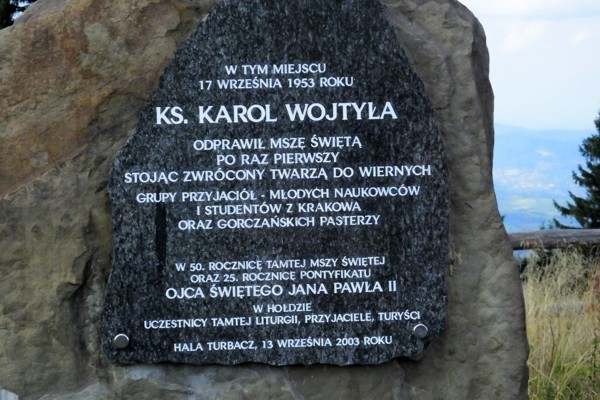 W TYM MIEJSCU
17 WRZEŚNIA 1953 ROKU
KS. KAROL WOJTYŁA
ODPRAWIŁ MSZĘ ŚWIĘTĄ
PO RAZ PIERWSZY
STOJĄC ZWRÓCONY TWARZĄ DO WIERNYCH
GRUPY PRZYJACIÓŁ - MŁODYCH NAUKOWCÓW
I STUDENTÓW Z KRAKOWA
ORAZ GORCZAŃSKICH PASTERZY
W 50. ROCZNICĘ TAMTEJ MSZY ŚWIĘTEJ
ORAZ 25. ROCZNICĘ PONTYFIKATU
OJCA ŚWIĘTEGO JANA PAWŁA II
W HOŁDZIE
UCZESTNICY TAMTEJ LITURGII, PRZYJACIELE, TURYŚCI
HALA TURBACZ, 13 WRZEŚNIA 2003 ROKU